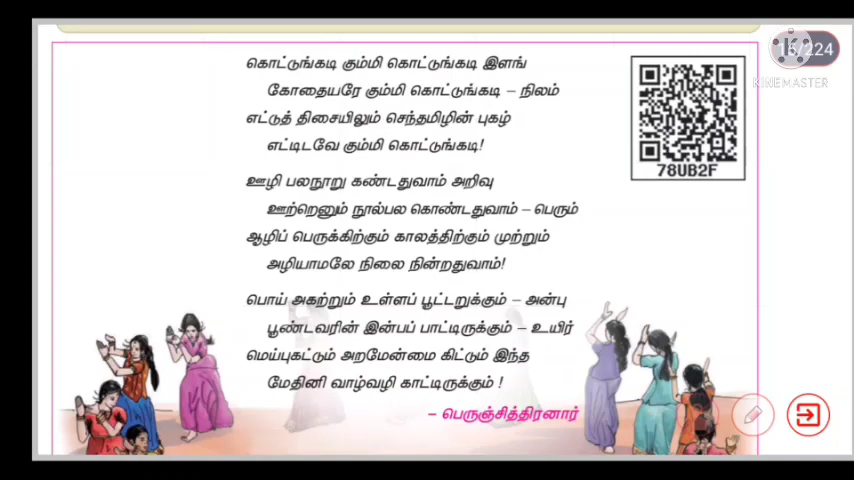 16/224
KINEMASTER
கொட்டுங்கடி கும்மி கொட்டுங்கடி இளங்
கோதையரே கும்மி கொட்டுங்கடி – நிலம்
எட்டுத் திசையிலும் செந்தமிழின் புகழ்
எட்டிடவே கும்மி கொட்டுங்கடி!
78UB2F
ஊழி பலநூறு கண்டதுவாம் அறிவு
ஊற்றெனும் நூல்பல கொண்டதுவாம் – பெரும்
ஆழிப் பெருக்கிற்கும் காலத்திற்கும் முற்றும்
அழியாமலே நிலை நின்றதுவாம்!
பொய் அகற்றும் உள்ளப் பூட்டறுக்கும் – அன்பு
பூண்டவரின் இன்பப் பாட்டிருக்கும் – உயிர்
மெய்புகட்டும் அறமேன்மை கிட்டும் இந்த
மேதினி வாழ்வழி காட்டிருக்கும் !
– பெருஞ்சித்திரனார்